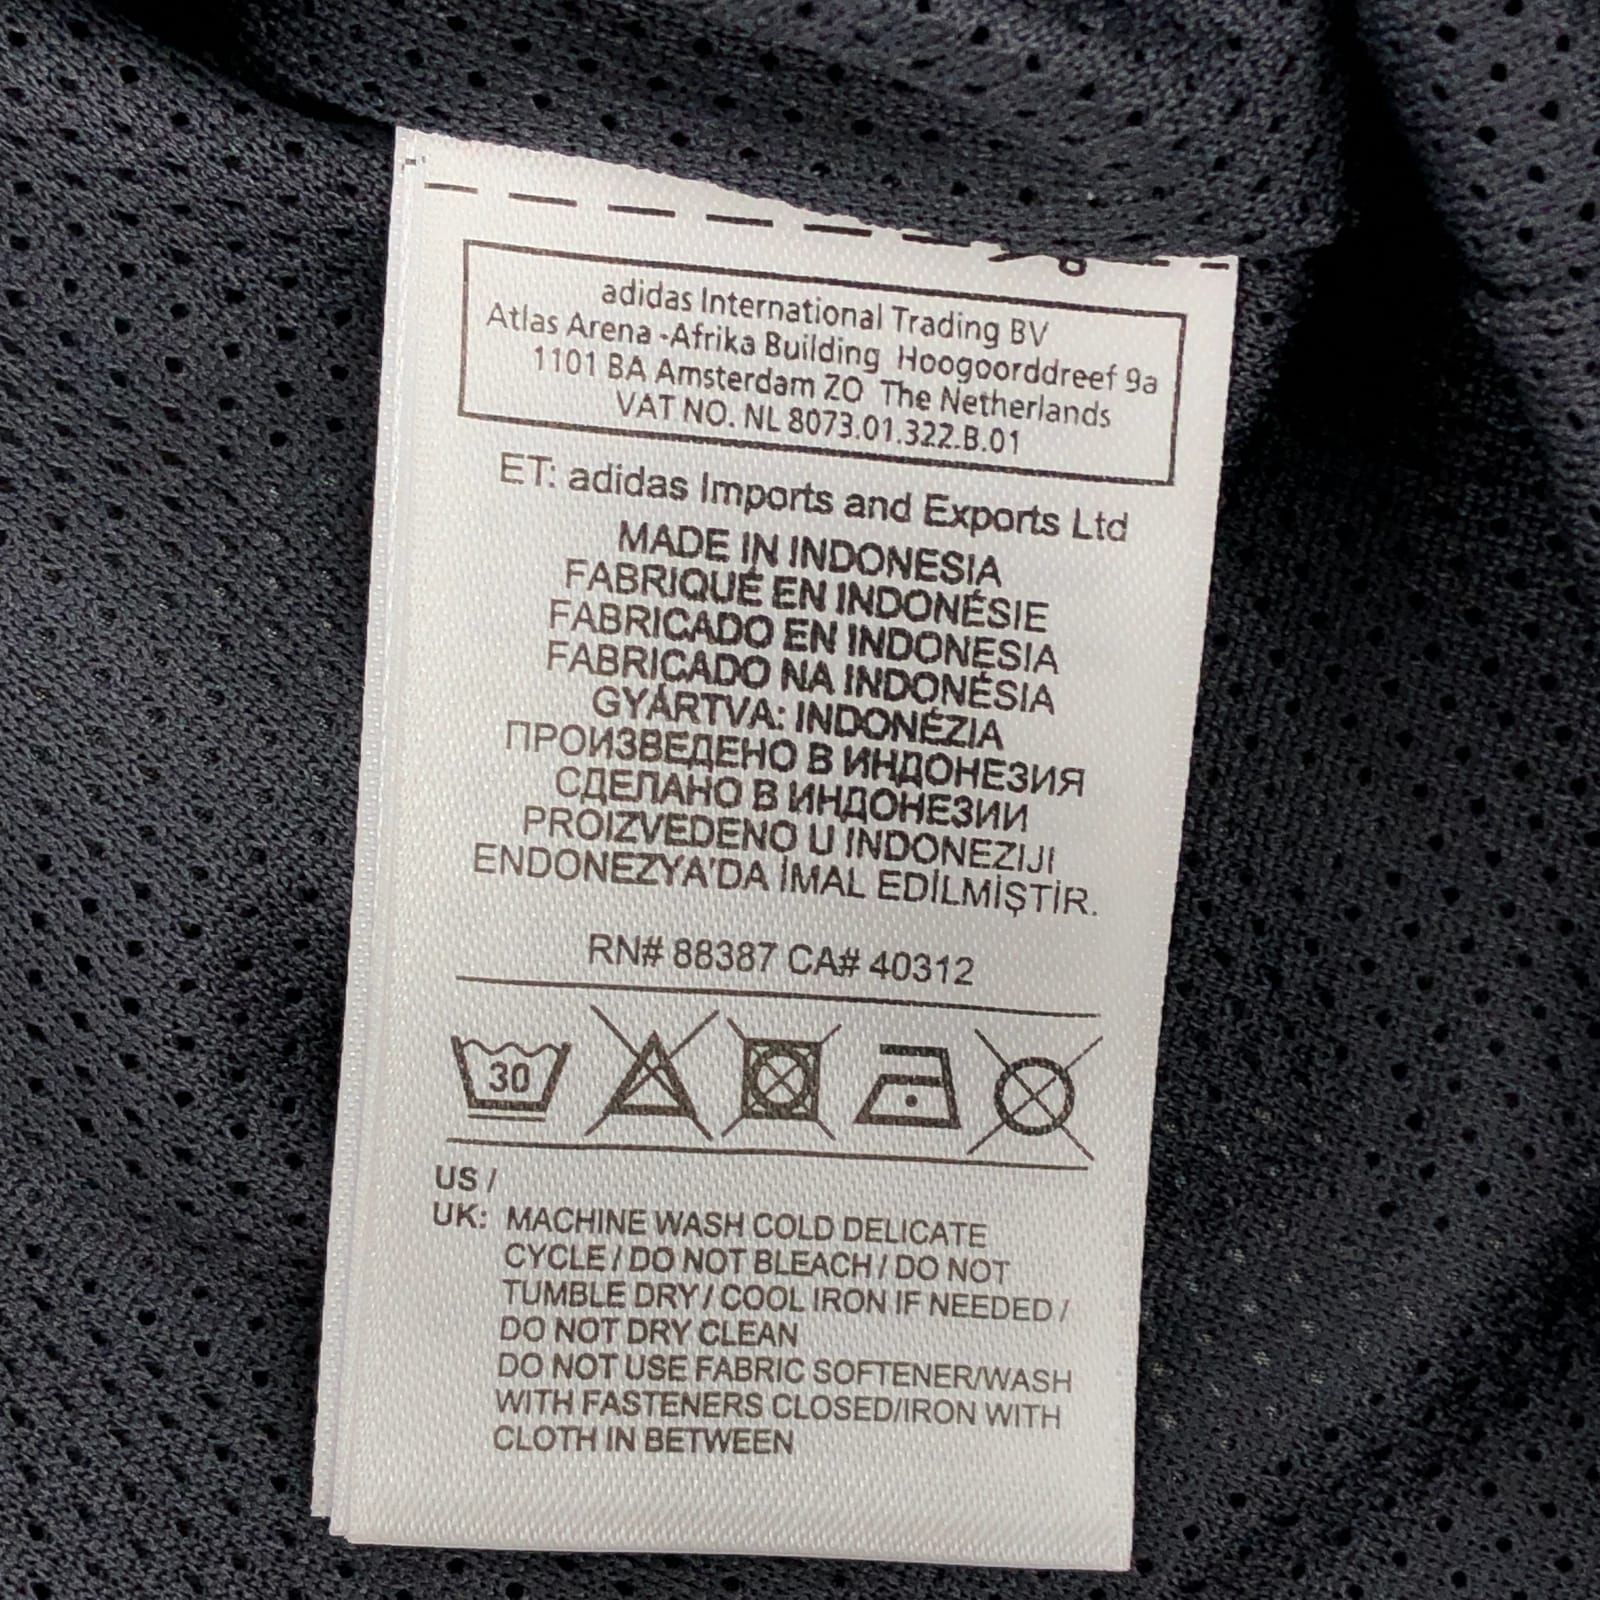 adidas International Trading BV
Atlas Arena -Afrika Building Hoogoorddreef 9a
1101 BA Amsterdam ZO The Netherlands
VAT NO. NL 8073.01.322.B.01
ET: adidas Imports and Exports Ltd
MADE IN INDONESIA
FABRIQUÉ EN INDONÉSIE
FABRICADO EN INDONESIA
FABRICADO NA INDONÉSIA
GYÁRTVA: INDONÉZIA
ПРОИЗВЕДЕНО В ИНДОНЕЗИЯ
СДЕЛАНО В ИНДОНЕЗИИ
PROIZVEDENO U INDONEZIJI
ENDONEZYA'DA İMAL EDİLMİŞTİR.
RN# 88387 CA# 40312
30
US /
UK: MACHINE WASH COLD DELICATE
CYCLE / DO NOT BLEACH / DO NOT
TUMBLE DRY / COOL IRON IF NEEDED /
DO NOT DRY CLEAN
DO NOT USE FABRIC SOFTENER/WASH
WITH FASTENERS CLOSED/IRON WITH
CLOTH IN BETWEEN